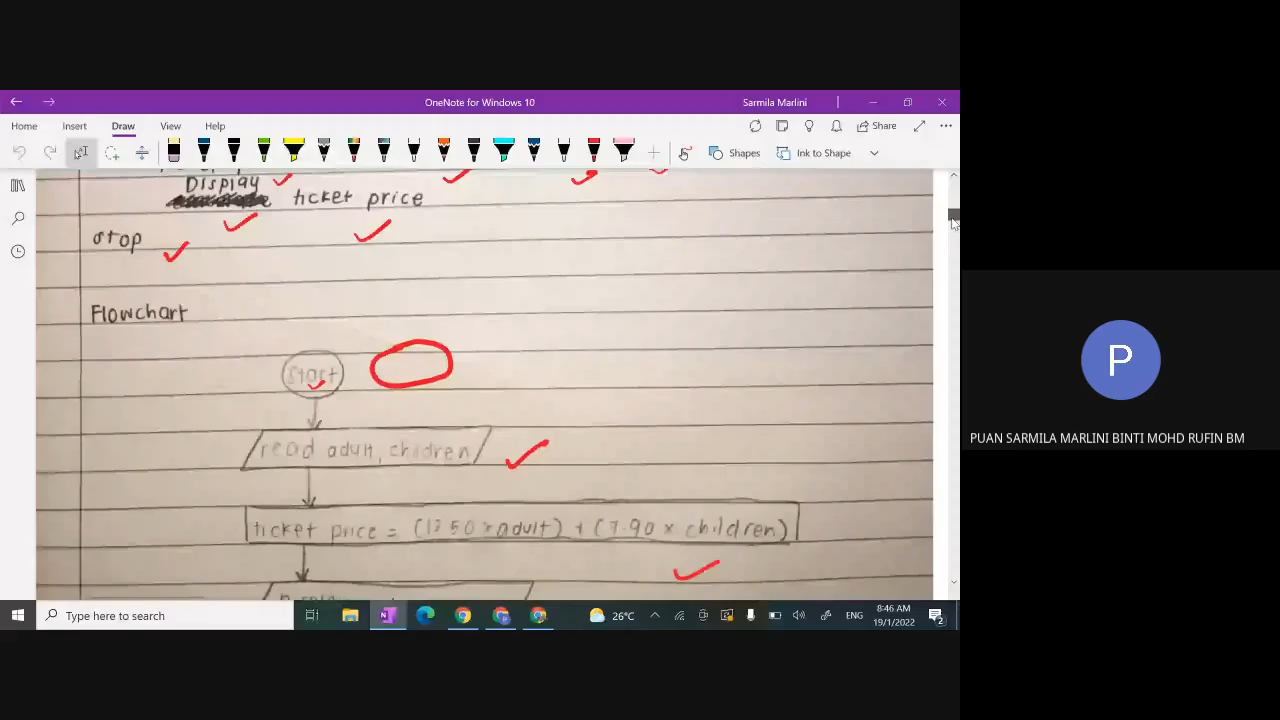 OneNote for Windows 10
Sarmila Marlini
Home Insert Draw View Help
Share
Shapes
Ink to Shape
Display
ticket price
stop
Flowchart
start
read adult, children
ticket price = (12.50 × adult) + (7.90 × children)
P
PUAN SARMILA MARLINI BINTI MOHD RUFIN BM
Type here to search
26°C
ENG
8:46 AM
19/1/2022
2